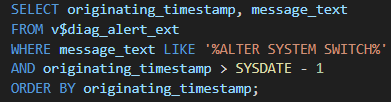 SELECT originating_timestamp, message_text
FROM v$diag_alert_ext
WHERE message_text LIKE '%ALTER SYSTEM SWITCH%'
AND originating_timestamp > SYSDATE - 1
ORDER BY originating_timestamp;